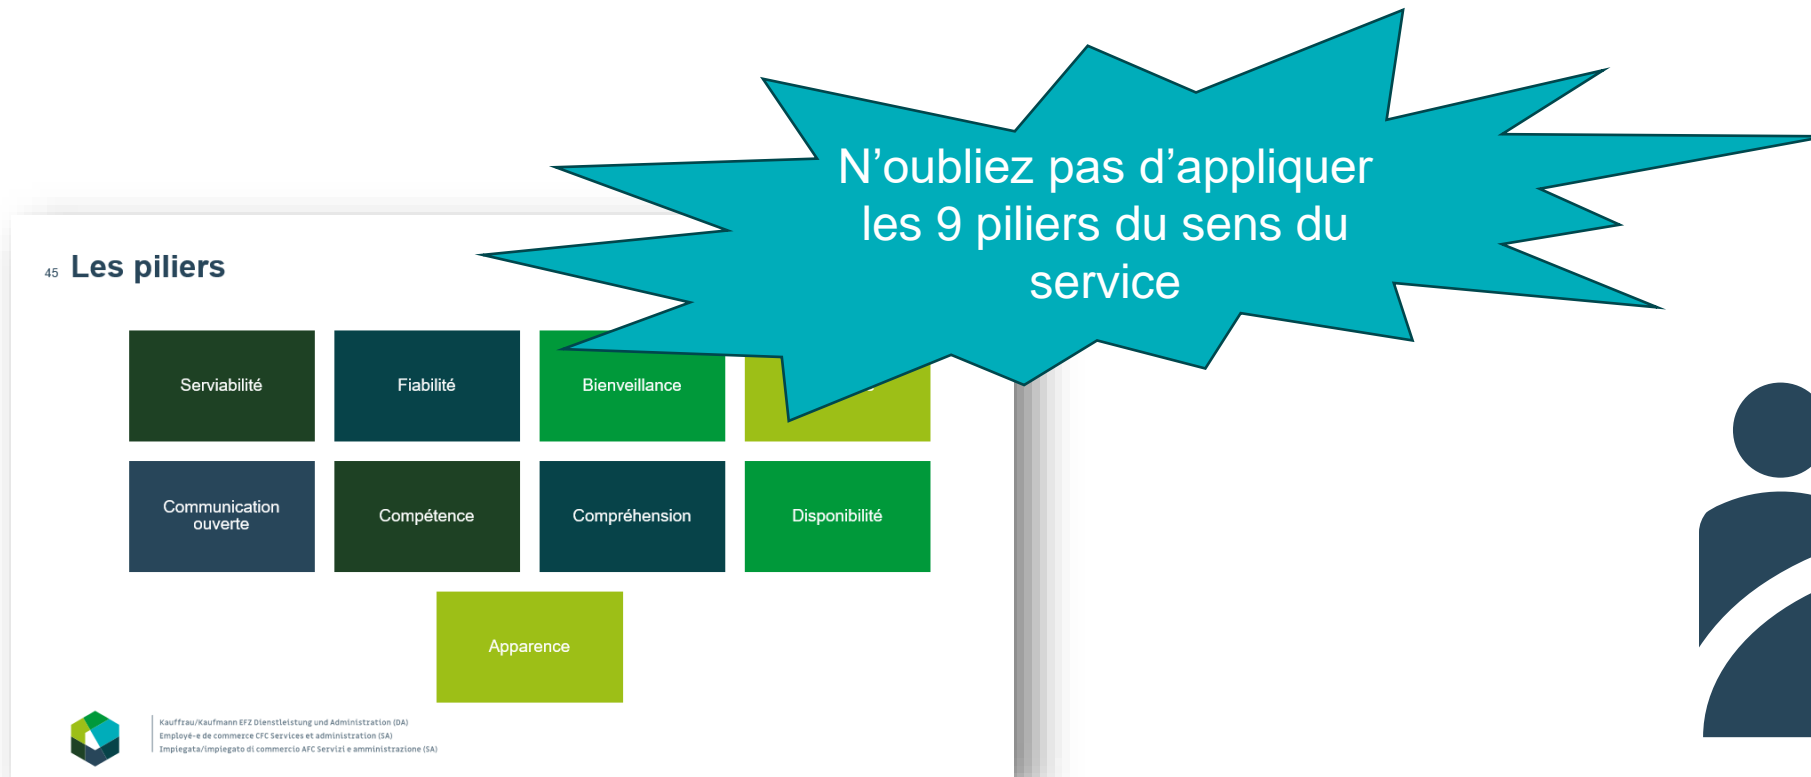 N’oubliez pas d’appliquer
les 9 piliers du sens du
service
45 Les piliers
Serviabilité
Fiabilité
Bienveillance
Communication
ouverte
Compétence
Compréhension
Disponibilité
Apparence
Kauffrau/Kaufmann EFZ Dienstleistung und Administration (DA)
Employé-e de commerce CFC Services et administration (SA)
Impiegata/impiegato di commercio AFC Servizi e amministrazione (SA)